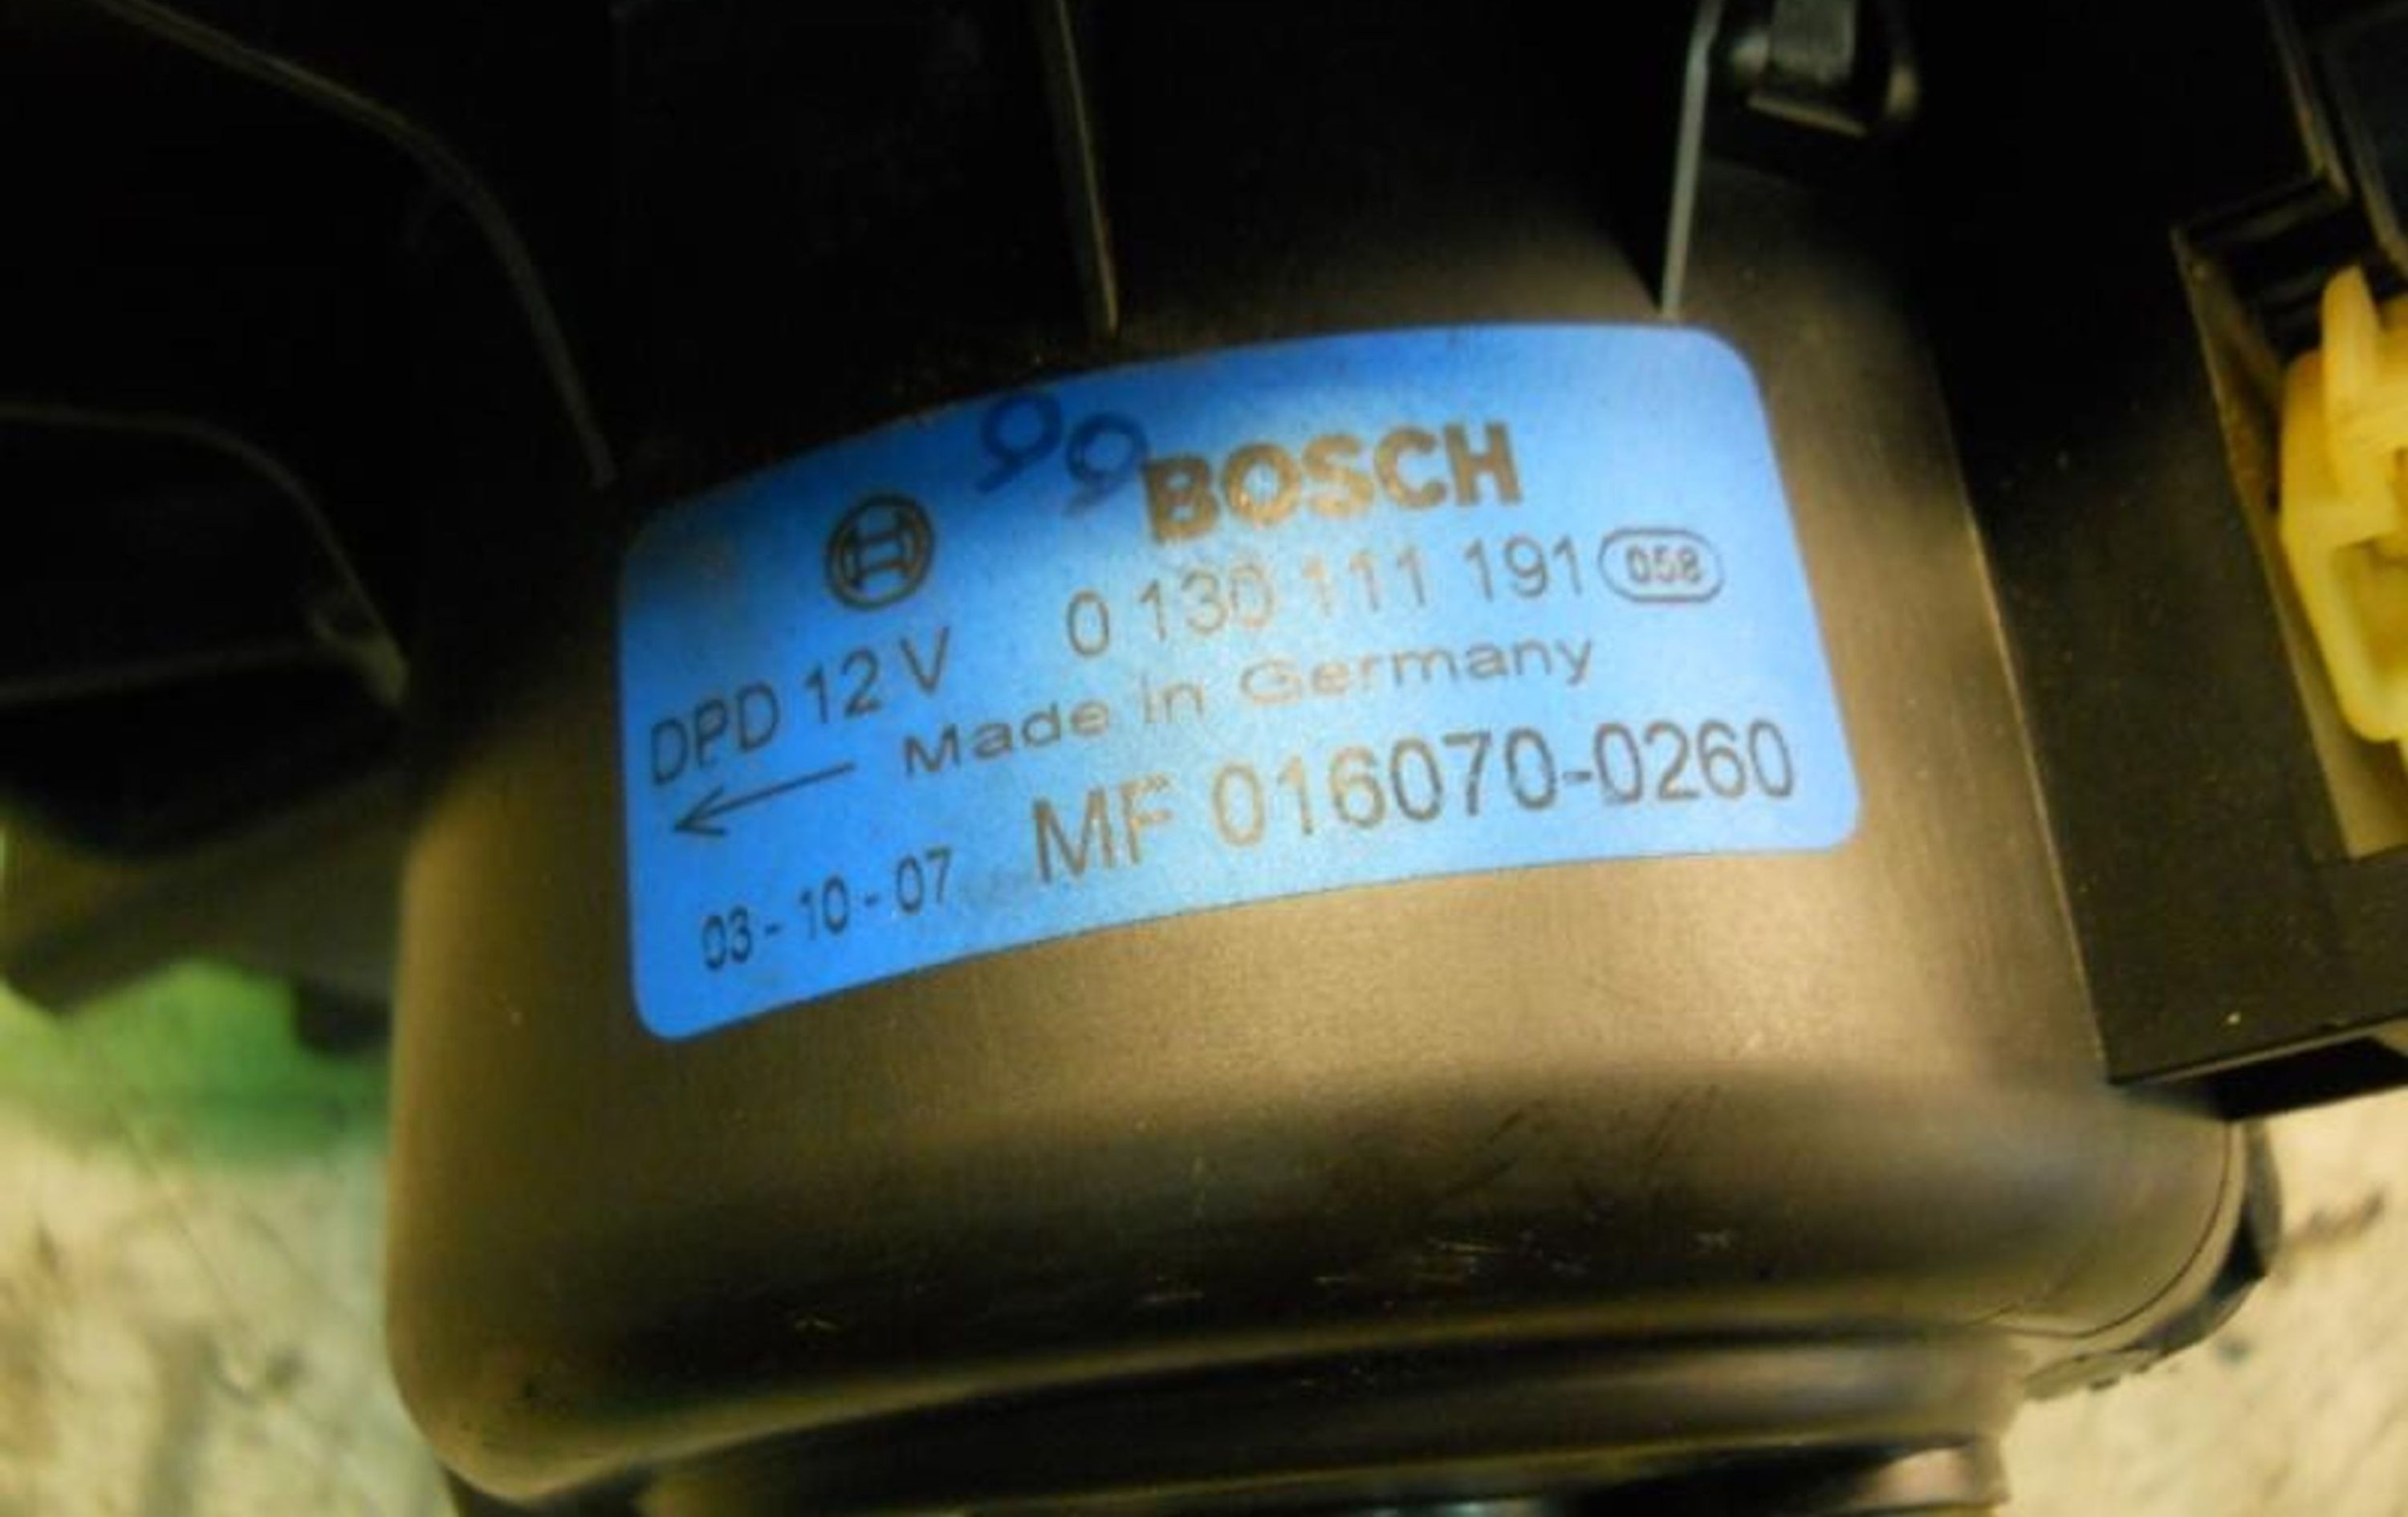 99
BOSCH
DPD 12 V 0 130 111 191 058
Made in Germany
03-10-07 MF 016070-0260